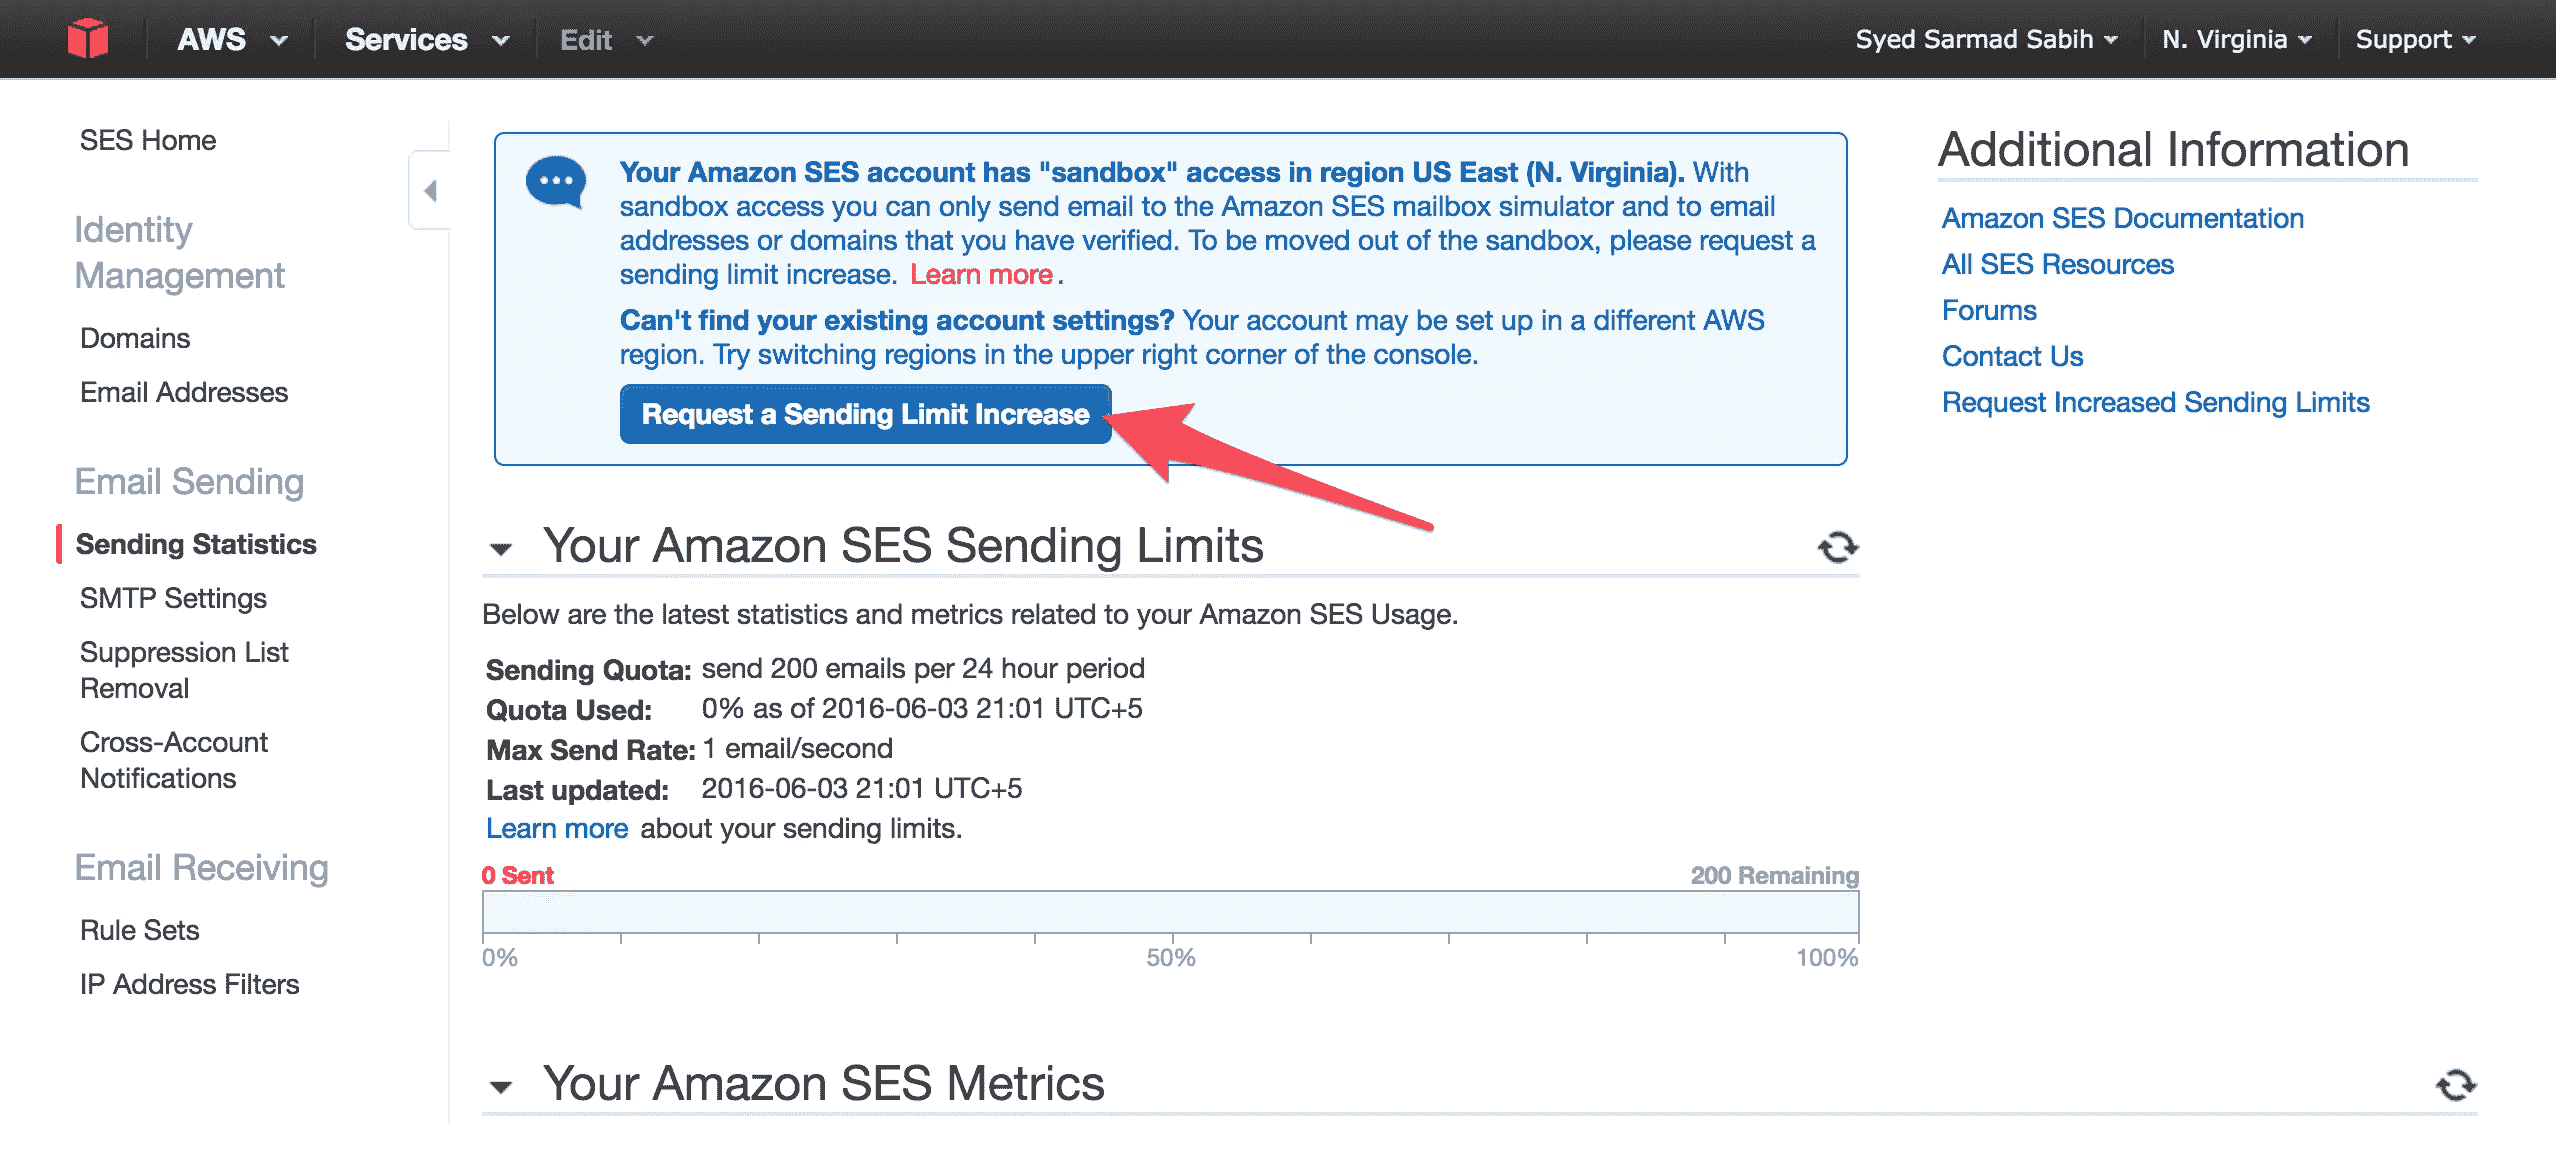 AWS Services Edit Syed Sarmad Sabih N. Virginia Support
SES Home
Identity
Management
Domains
Email Addresses
Email Sending
Sending Statistics
SMTP Settings
Suppression List
Removal
Cross-Account
Notifications
Email Receiving
Rule Sets
IP Address Filters
Your Amazon SES account has "sandbox" access in region US East (N. Virginia). With
sandbox access you can only send email to the Amazon SES mailbox simulator and to email
addresses or domains that you have verified. To be moved out of the sandbox, please request a
sending limit increase. Learn more.
Can't find your existing account settings? Your account may be set up in a different AWS
region. Try switching regions in the upper right corner of the console.
Request a Sending Limit Increase
Your Amazon SES Sending Limits
Below are the latest statistics and metrics related to your Amazon SES Usage.
Sending Quota: send 200 emails per 24 hour period
Quota Used: 0% as of 2016-06-03 21:01 UTC+5
Max Send Rate: 1 email/second
Last updated: 2016-06-03 21:01 UTC+5
Learn more about your sending limits.
0 Sent 200 Remaining
0% 50% 100%
Your Amazon SES Metrics
Additional Information
Amazon SES Documentation
All SES Resources
Forums
Contact Us
Request Increased Sending Limits